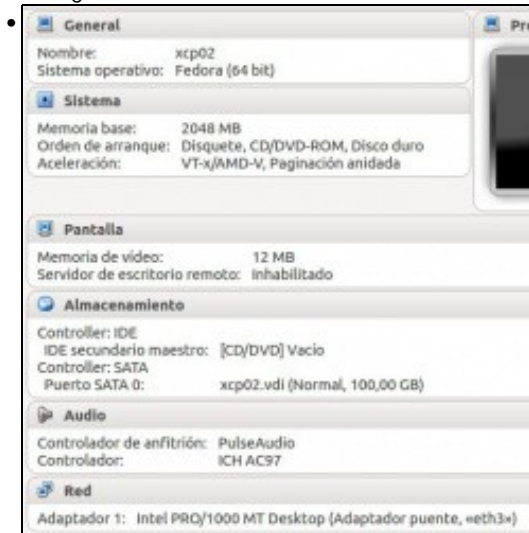 General
Nombre: xcp02
Sistema operativo: Fedora (64 bit)
Sistema
Memoria base: 2048 MB
Orden de arranque: Disquete, CD/DVD-ROM, Disco duro
Aceleración: VT-x/AMD-V, Paginación anidada
Pantalla
Memoria de vídeo: 12 MB
Servidor de escritorio remoto: Inhabilitado
Almacenamiento
Controller: IDE
IDE secundario maestro: [CD/DVD] Vacío
Controller: SATA
Puerto SATA 0: xcp02.vdi (Normal, 100,00 GB)
Audio
Controlador de anfitrión: PulseAudio
Controlador: ICH AC97
Red
Adaptador 1: Intel PRO/1000 MT Desktop (Adaptador puente, «eth3»)
Pr